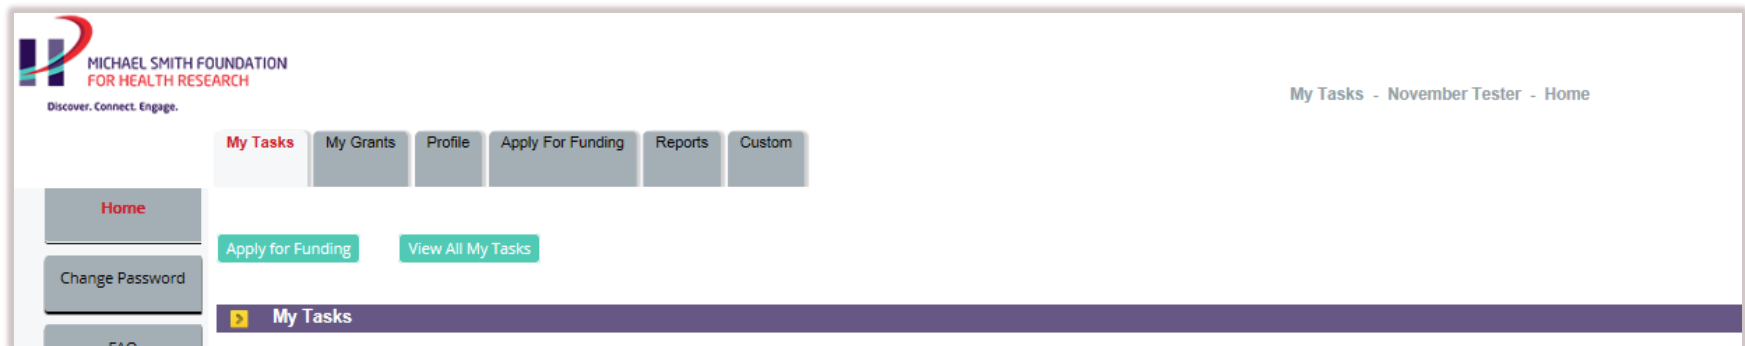 MICHAEL SMITH FOUNDATION
FOR HEALTH RESEARCH
Discover. Connect. Engage.
My Tasks - November Tester - Home
My Tasks My Grants Profile Apply For Funding Reports Custom
Home
Apply for Funding View All My Tasks
Change Password
My Tasks
FAQ